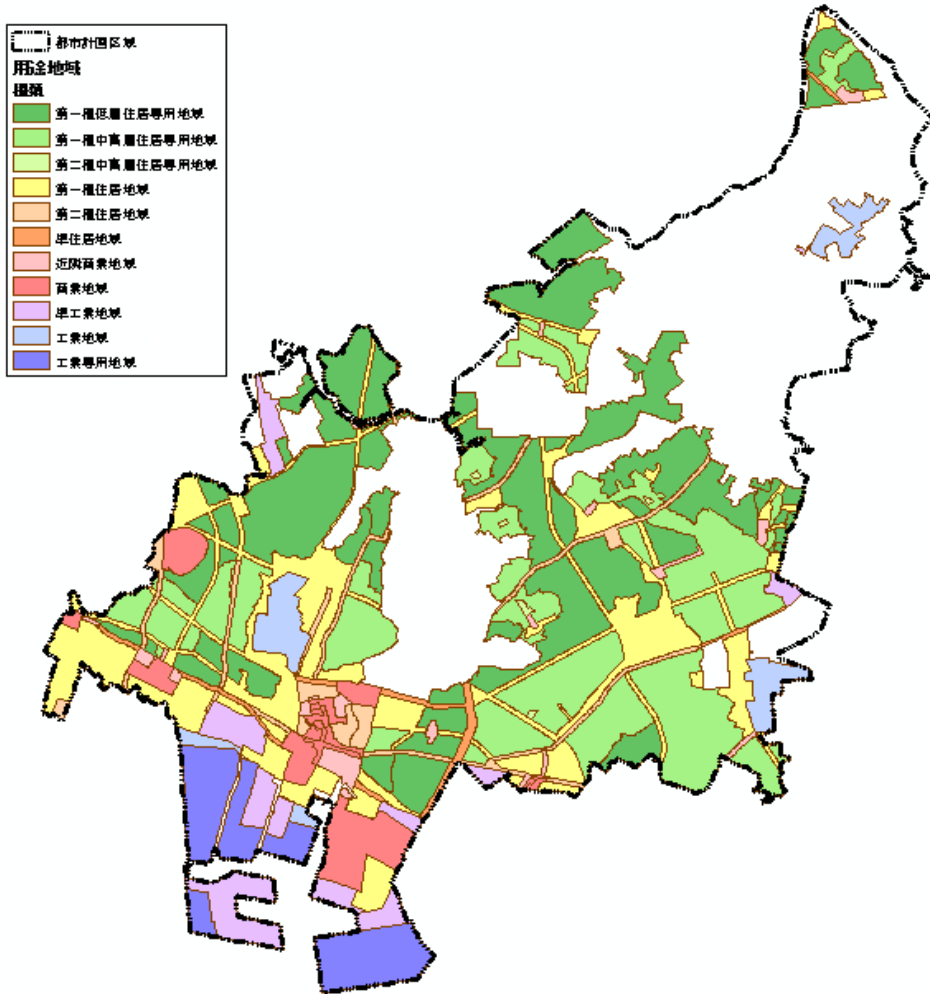 都市計画区域
用途地域
種類
第一種低層住居専用地域
第一種中高層住居専用地域
第二種中高層住居専用地域
第一種住居地域
第二種住居地域
準住居地域
近隣商業地域
商業地域
準工業地域
工業地域
工業専用地域